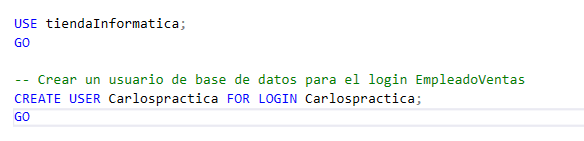 USE tiendaInformatica;
GO
-- Crear un usuario de base de datos para el login EmpleadoVentas
CREATE USER Carlospractica FOR LOGIN Carlospractica;
GO